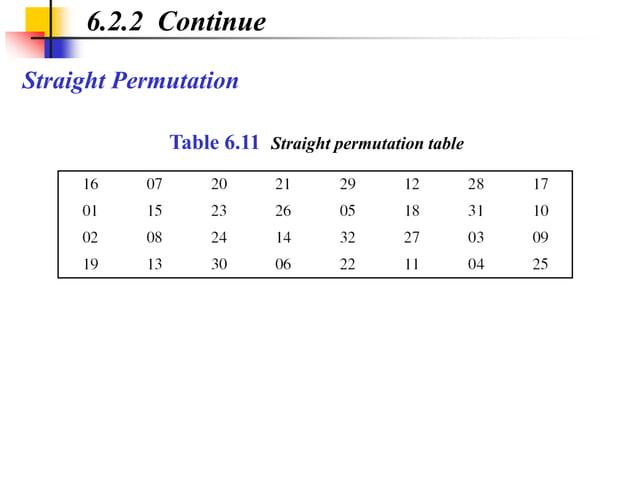 6.2.2 Continue
Straight Permutation
Table 6.11 Straight permutation table
16 07 20 21 29 12 28 17
01 15 23 26 05 18 31 10
02 08 24 14 32 27 03 09
19 13 30 06 22 11 04 25